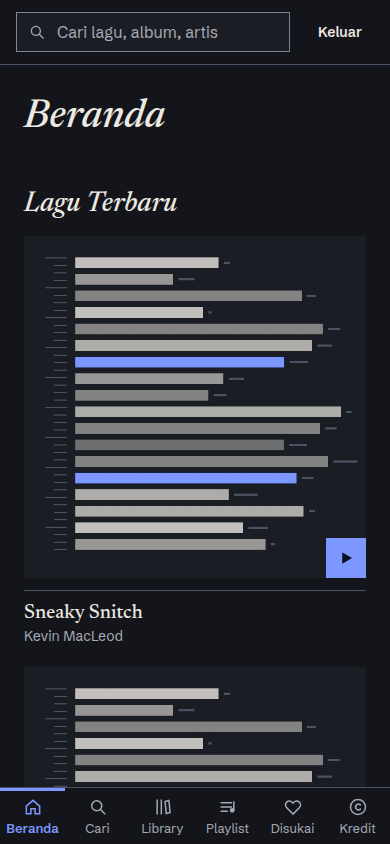 Cari lagu, album, artis
Keluar
Beranda
Lagu Terbaru
Sneaky Snitch
Kevin MacLeod
Beranda
Cari
Library
Playlist
Disukai
Kredit